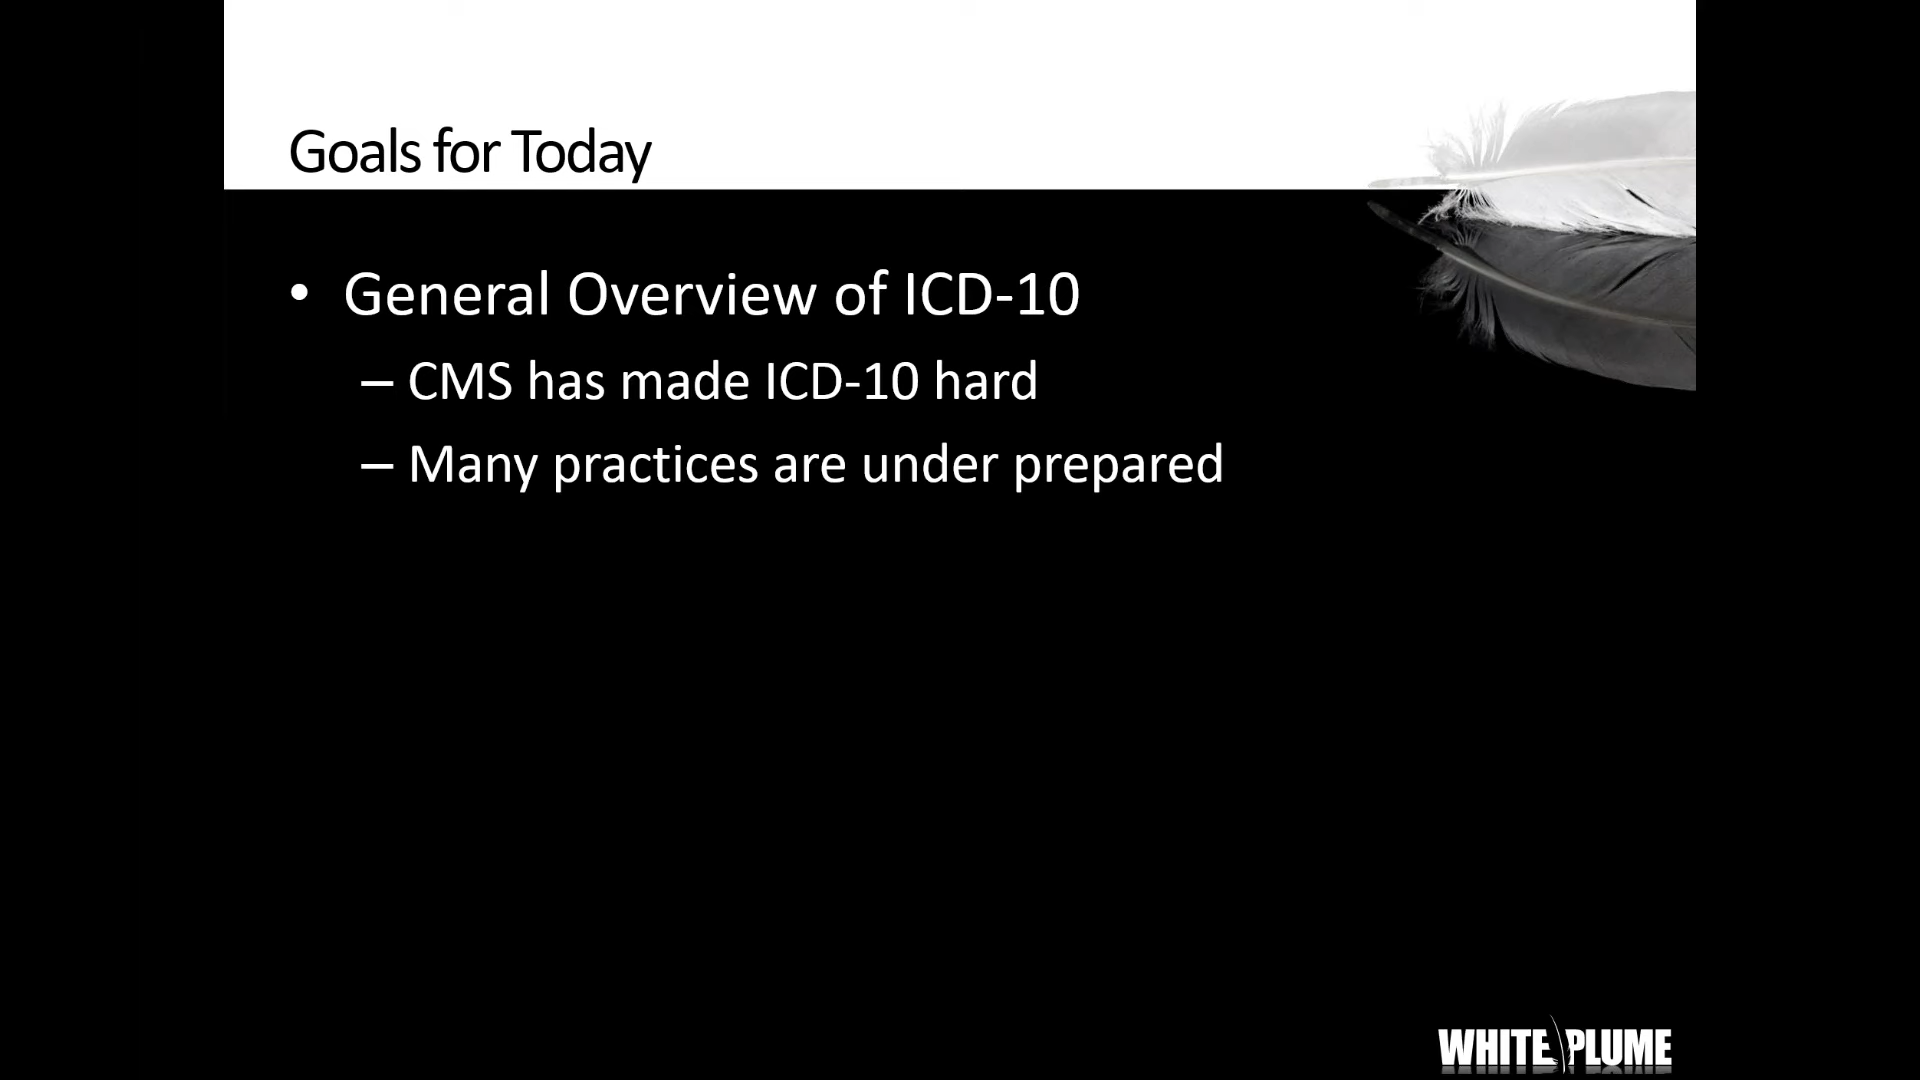 Goals for Today
• General Overview of ICD-10
– CMS has made ICD-10 hard
– Many practices are under prepared
WHITE PLUME